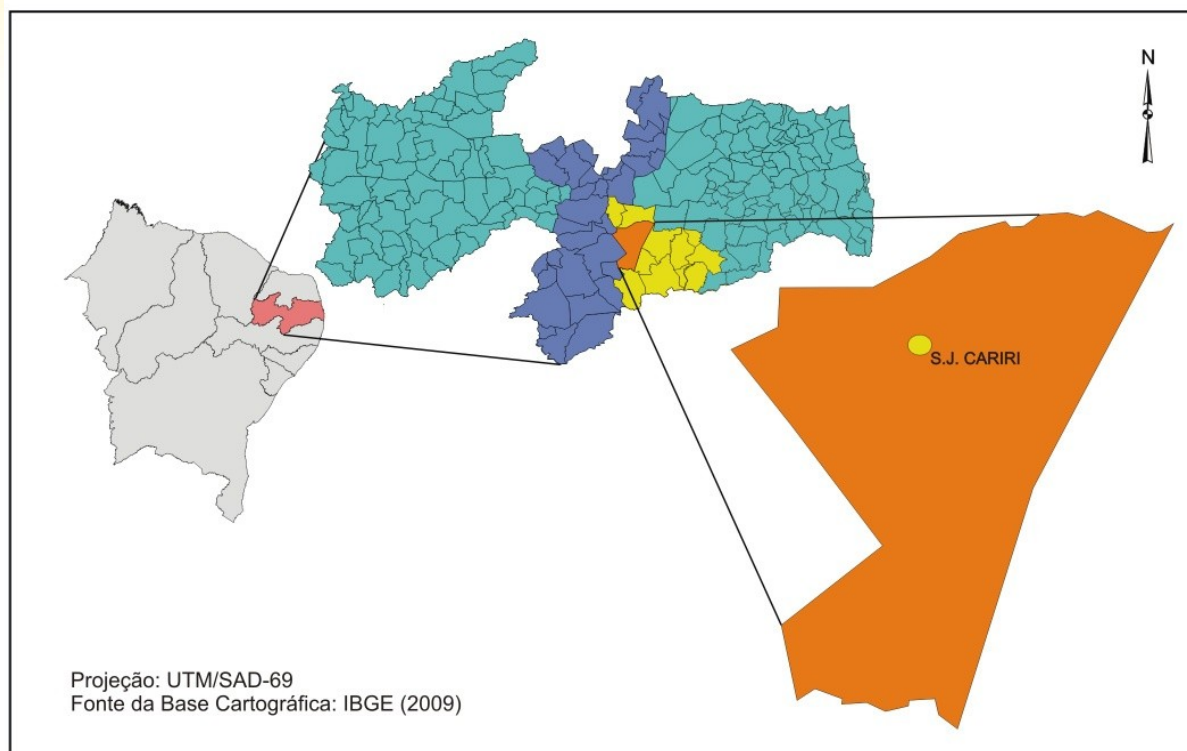 N
S.J. CARIRI
Projeção: UTM/SAD-69
Fonte da Base Cartográfica: IBGE (2009)